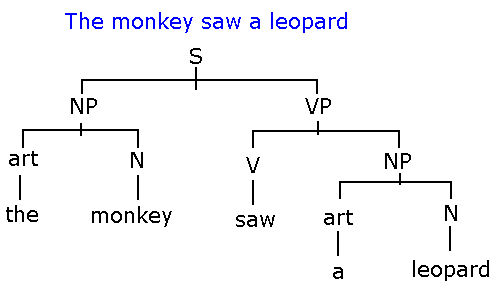 The monkey saw a leopard
S
NP VP
art N V NP
the monkey saw art N
a leopard